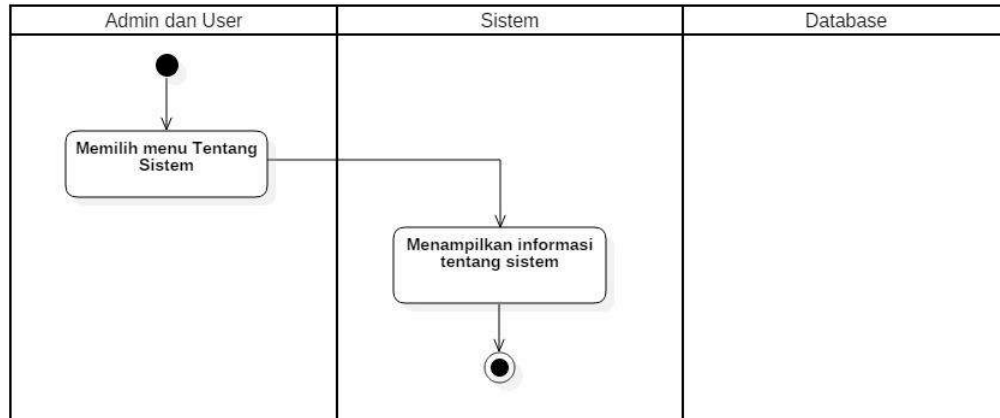 Admin dan User
Sistem
Database
Memilih menu Tentang
Sistem
Menampilkan informasi
tentang sistem